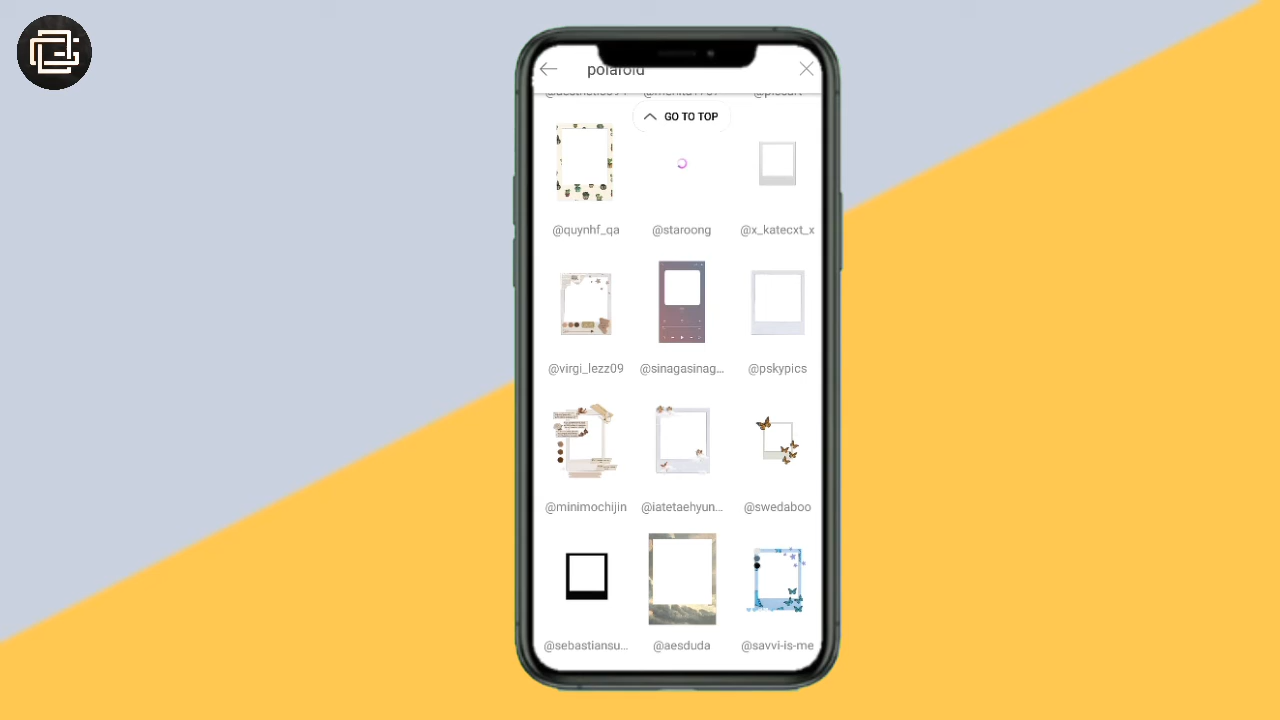 polaroid
GO TO TOP
@quynhf_qa @staroong @x_katecxt_x
@virgi_lezz09 @sinagasinag... @pskypics
@minimochijin @iatetaehyun... @swedaboo
@sebastiansu... @aesduda @savvi-is-me